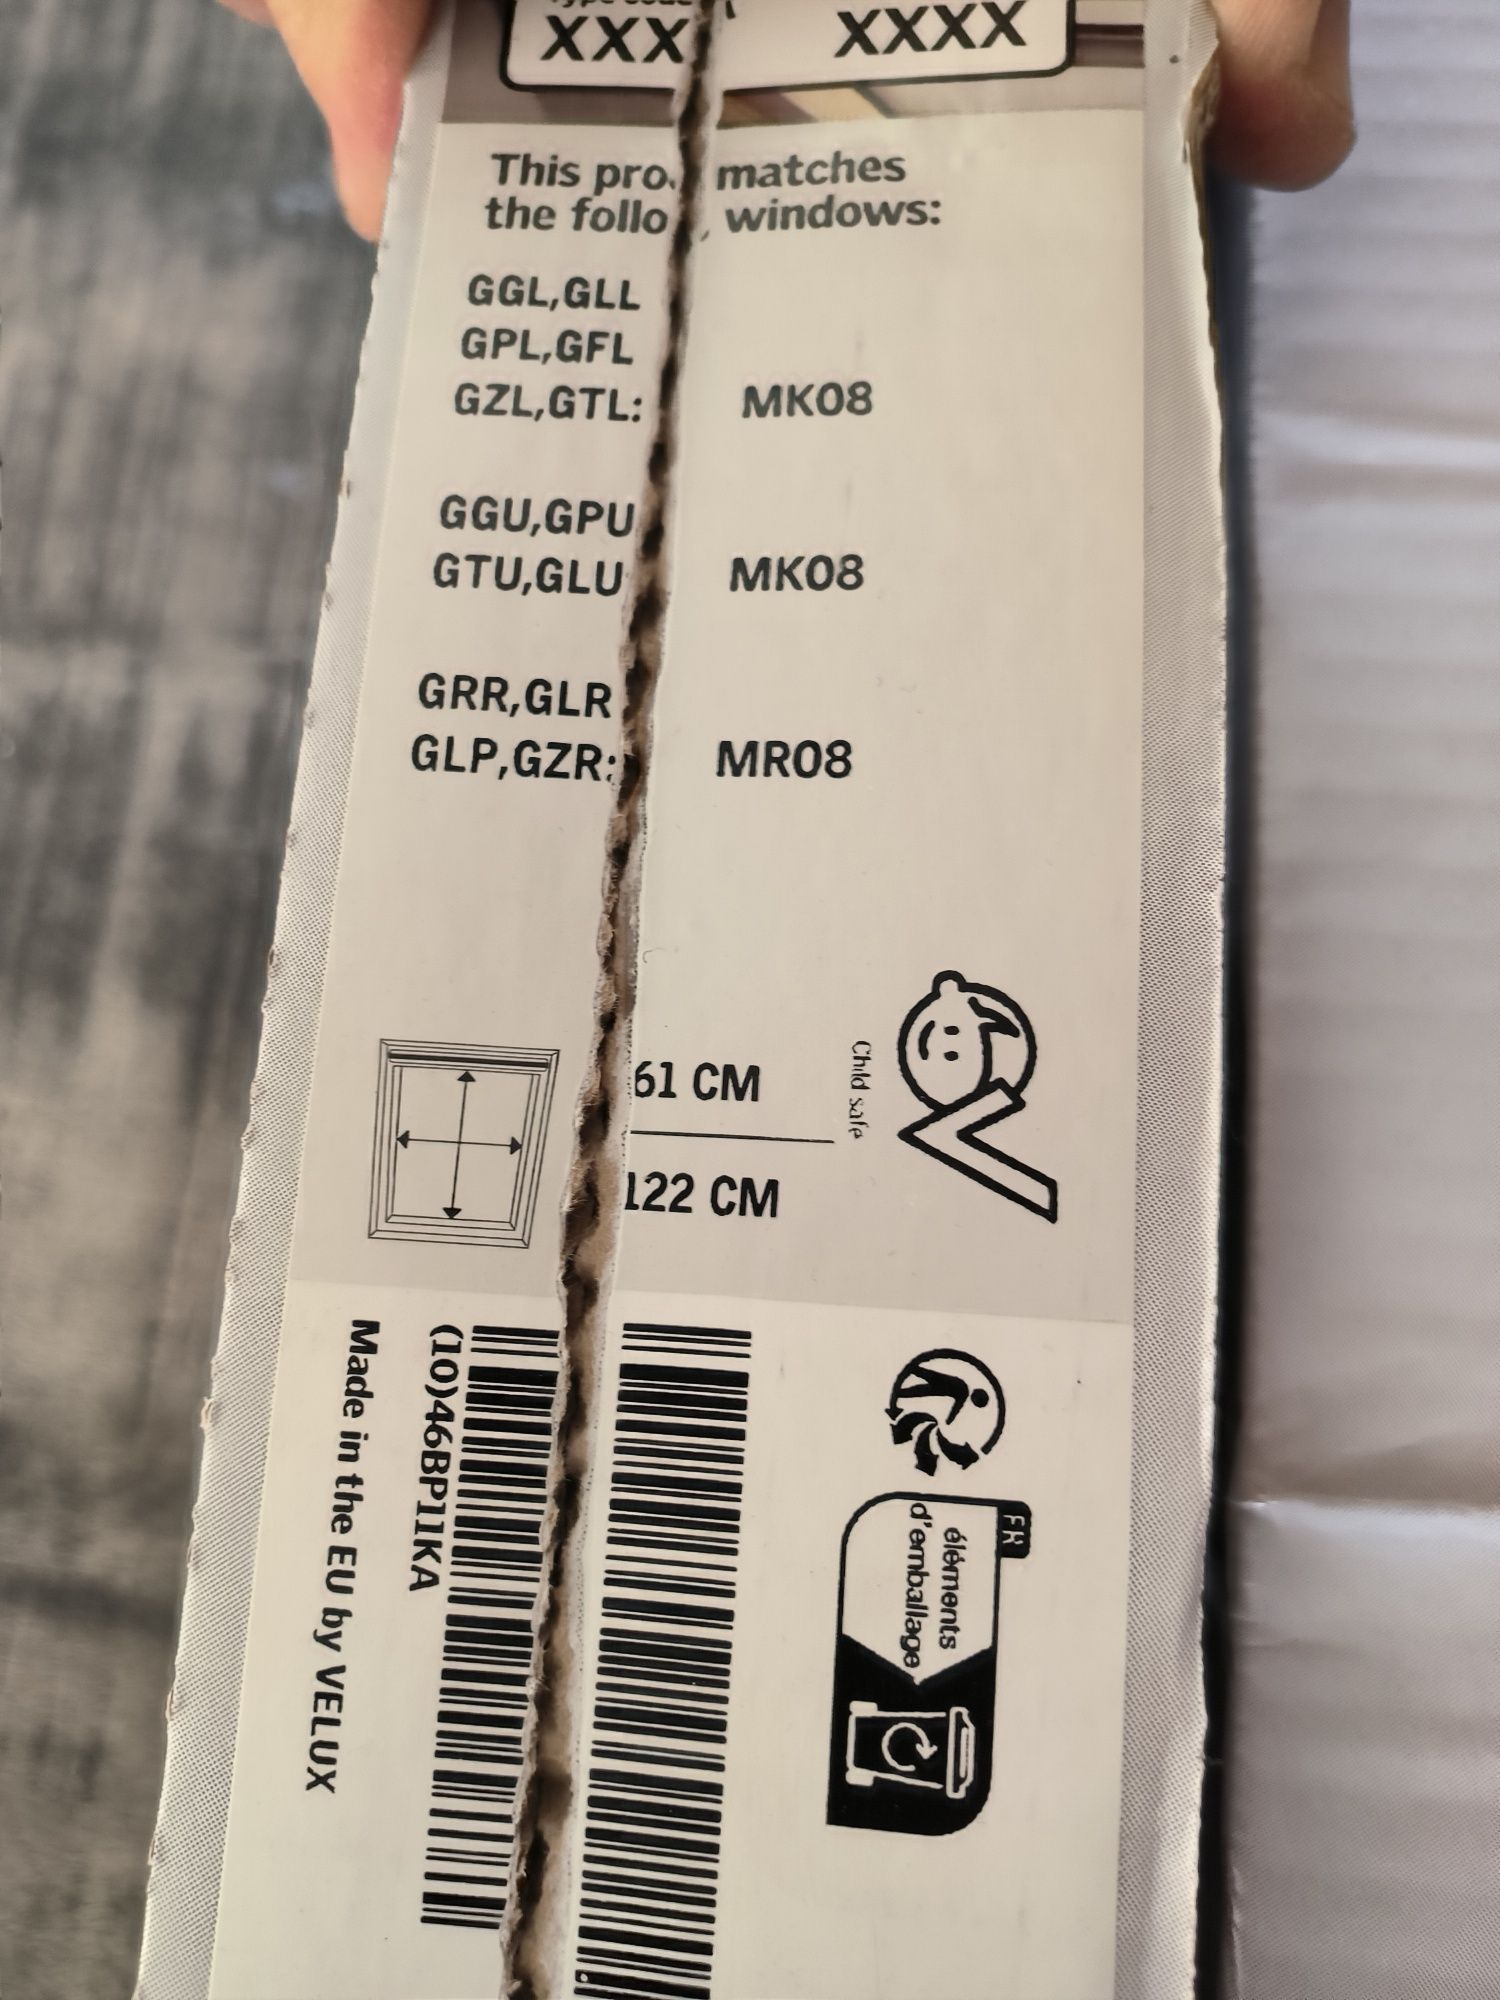 Type code
XXX XXXX
This matches
the windows:
GGL,GLL
GPL,GFL
GZL,GTL: MK08
GGU,GPU
GTU,GLU MK08
GRR,GLR
GLP,GZR: MR08
61 CM
122 CM
Child safe
(10)46BP11KA
Made in the EU by VELUX
FR
éléments
d'emballage